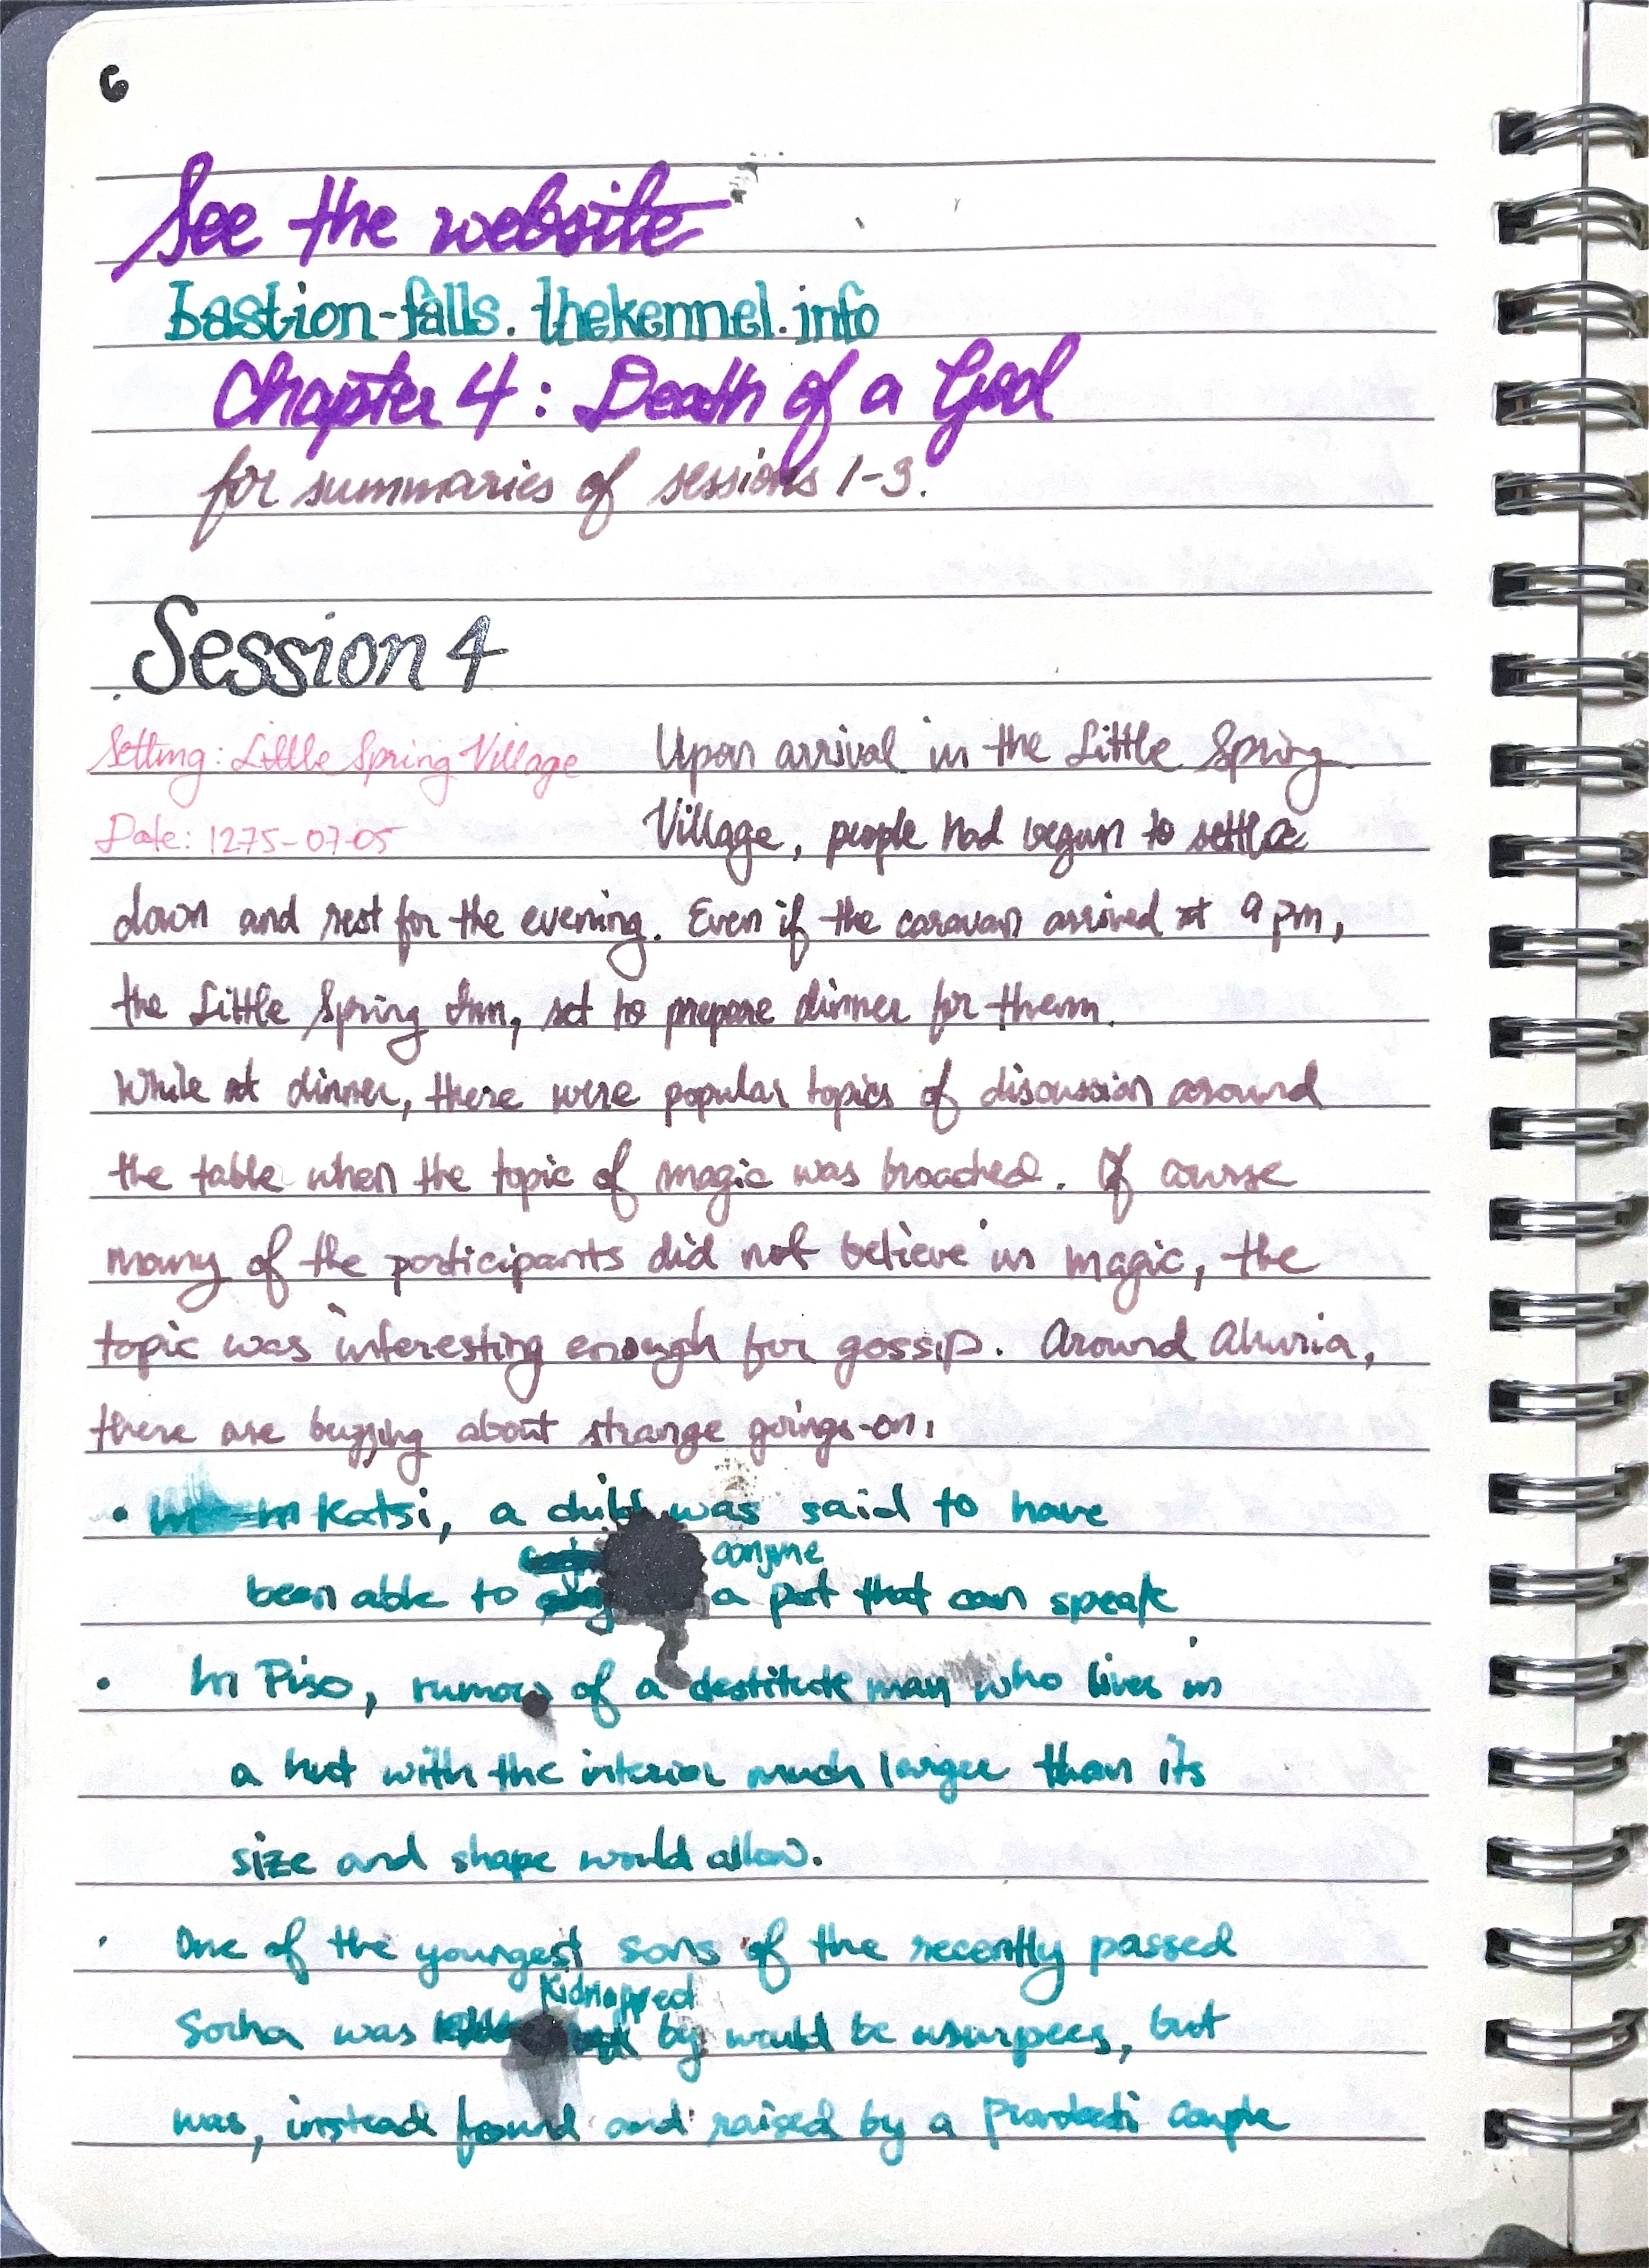 6
See the website
bastion-falls.thekennel.info
Chapter 4: Death of a God
for summaries of sessions 1-3.
Session 4
Setting: Little Spring Village
Date: 1275-07-05
Upon arrival in the Little Spring
Village, people had begun to settle
down and rest for the evening. Even if the caravan arrived at 9 pm,
the Little Spring Inn, set to prepare dinner for them.
While at dinner, there were popular topics of discussion around
the table when the topic of magic was broached. Of course
many of the participants did not believe in magic, the
topic was interesting enough for gossip. Around Ahuria,
there are buzzing about strange goings-on.
• In Katsi, a child was said to have
been able to conjure a pot that can speak
• In Piso, rumors of a destitute man who lives in
a hut with the interior much larger than its
size and shape would allow.
• One of the youngest sons of the recently passed
was kidnapped by would be usurpees, but
was, instead found and raised by a couple